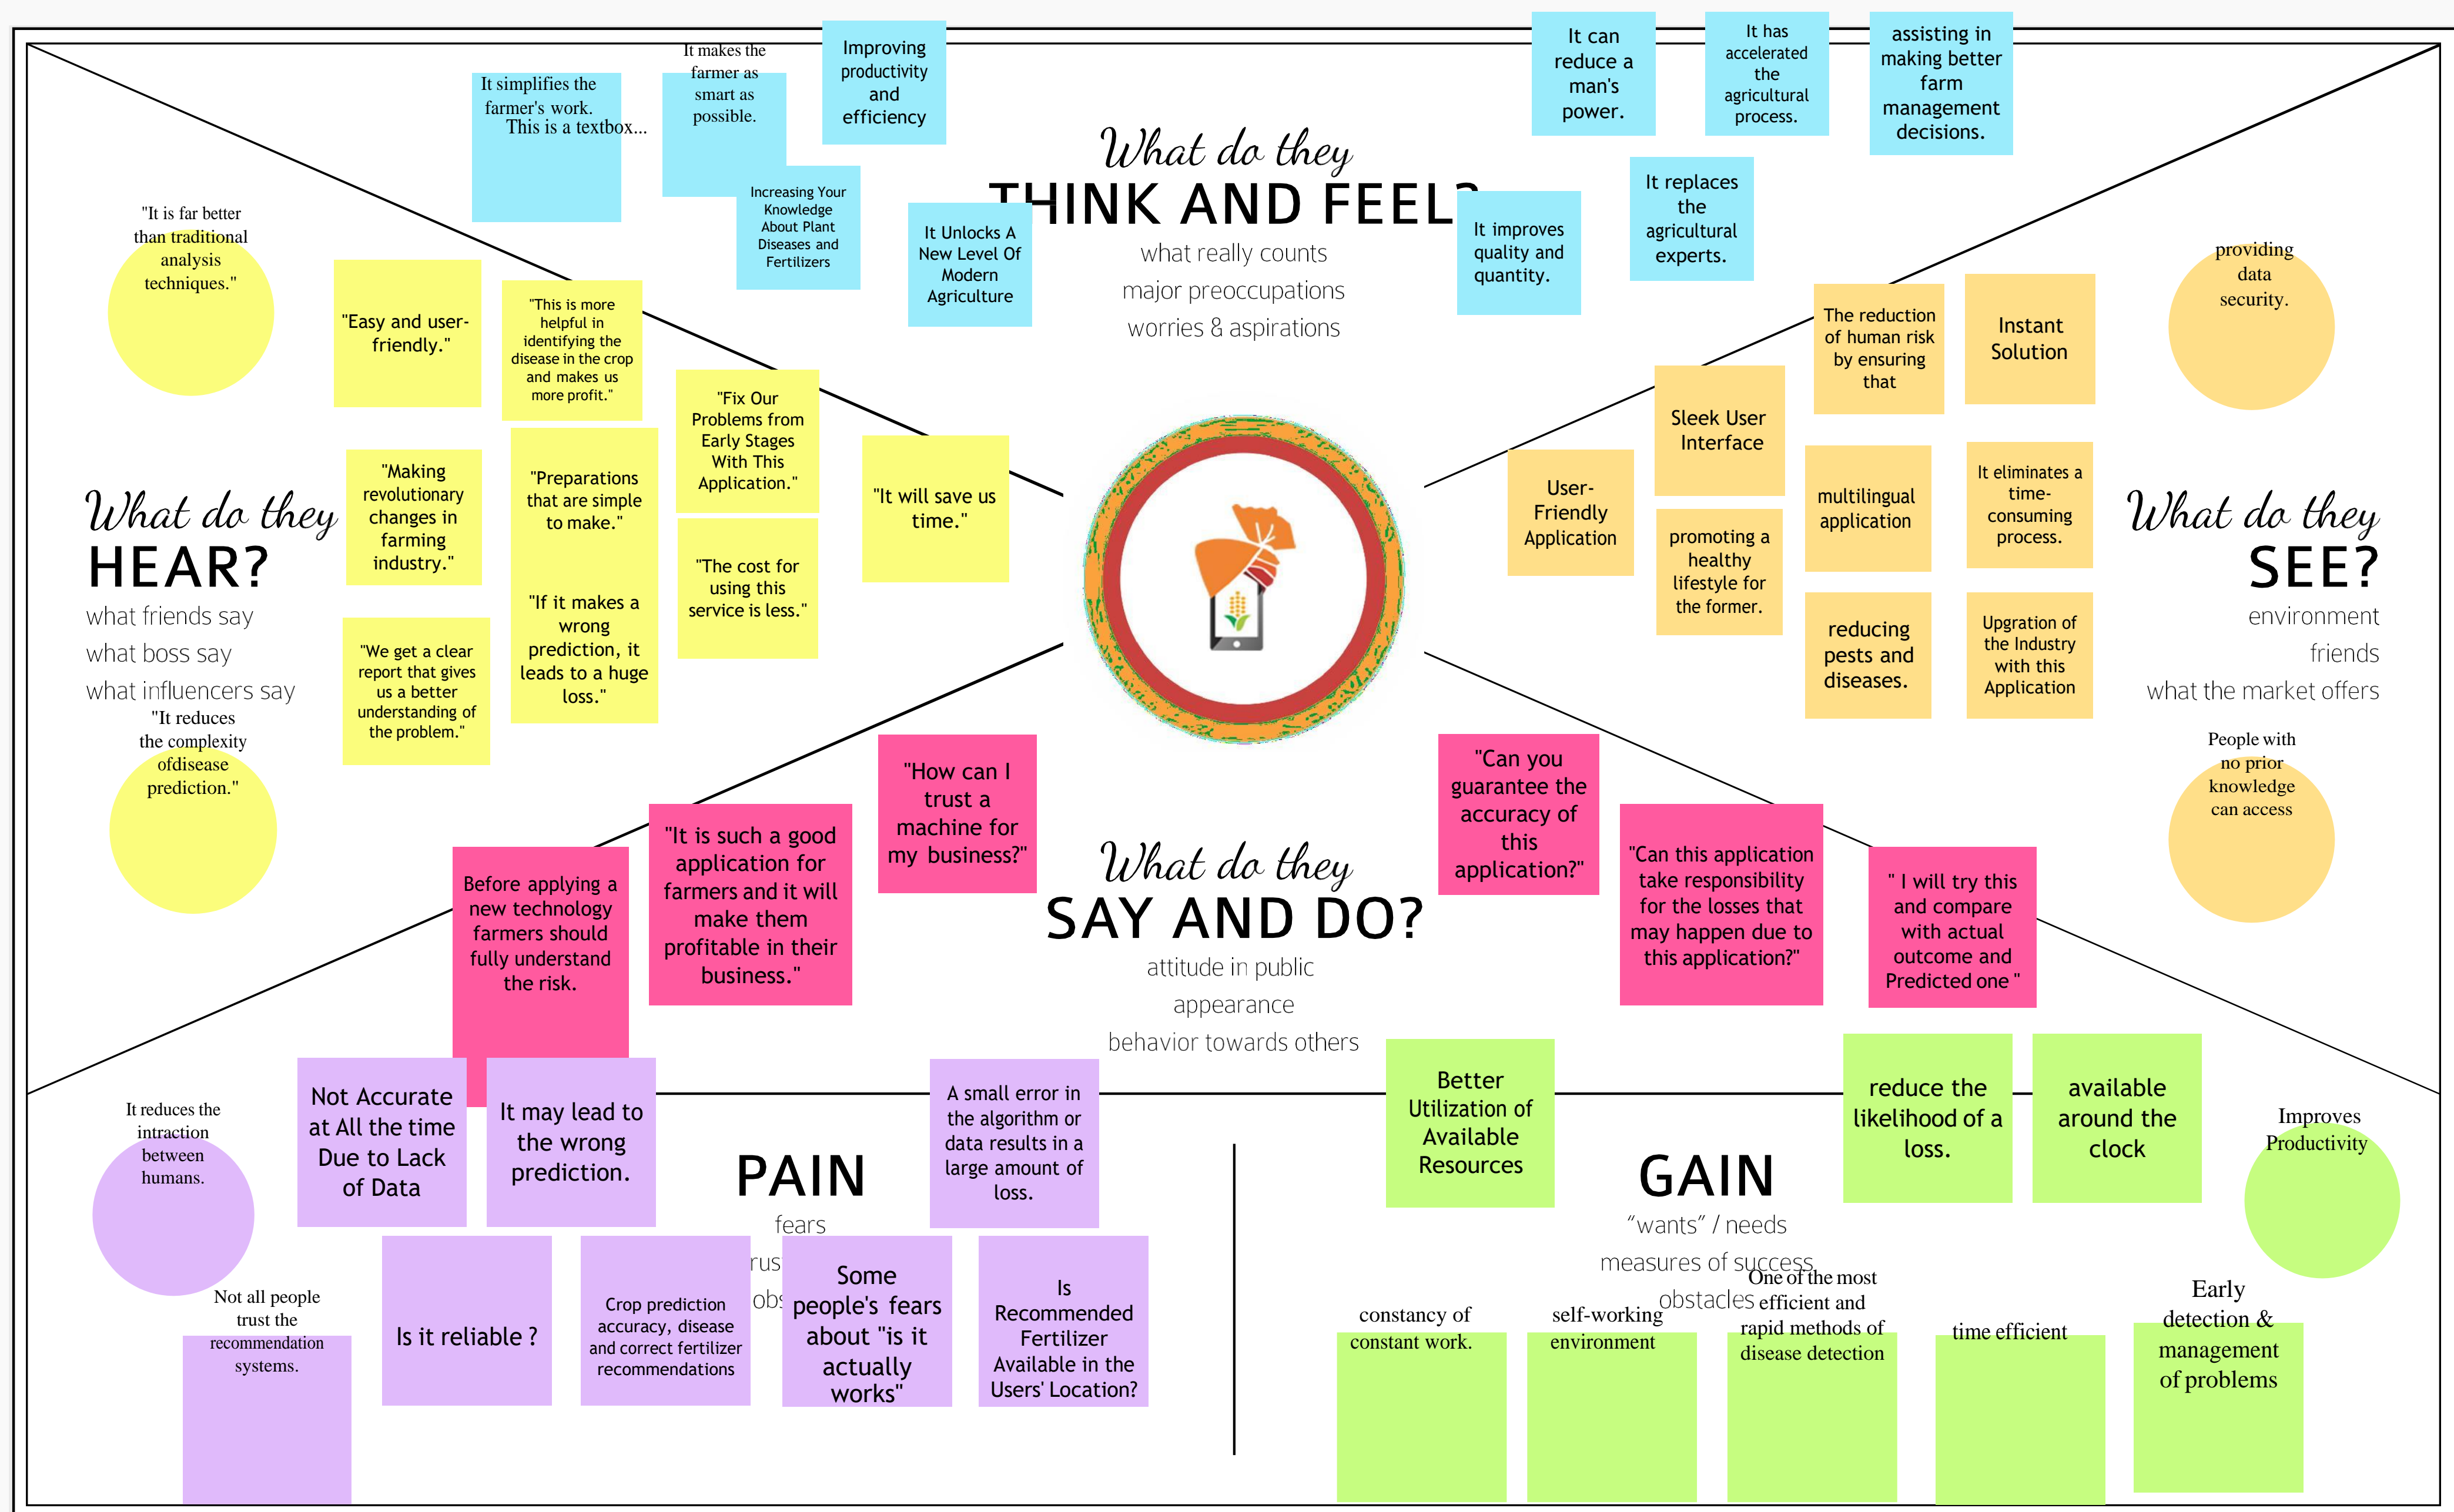 It simplifies the
farmer's work.
This is a textbox...
It makes the
farmer as
smart as
possible.
Improving
productivity
and
efficiency
Increasing Your
Knowledge
About Plant
Diseases and
Fertilizers
It Unlocks A
New Level Of
Modern
Agriculture
What do they
THINK AND FEEL?
what really counts
major preoccupations
worries & aspirations
It can
reduce a
man's
power.
It has
accelerated
the
agricultural
process.
assisting in
making better
farm
management
decisions.
It improves
quality and
quantity.
It replaces
the
agricultural
experts.
"It is far better
than traditional
analysis
techniques."
"Easy and user-
friendly."
"This is more
helpful in
identifying the
disease in the crop
and makes us
more profit."
"Fix Our
Problems from
Early Stages
With This
Application."
"It will save us
time."
"Making
revolutionary
changes in
farming
industry."
"Preparations
that are simple
to make."
"The cost for
using this
service is less."
"If it makes a
wrong
prediction, it
leads to a huge
loss."
"We get a clear
report that gives
us a better
understanding of
the problem."
What do they
HEAR?
what friends say
what boss say
what influencers say
"It reduces
the complexity
ofdisease
prediction."
The reduction
of human risk
by ensuring
that
Instant
Solution
providing
data
security.
Sleek User
Interface
User-
Friendly
Application
multilingual
application
It eliminates a
time-
consuming
process.
promoting a
healthy
lifestyle for
the former.
reducing
pests and
diseases.
Upgration of
the Industry
with this
Application
What do they
SEE?
environment
friends
what the market offers
People with
no prior
knowledge
can access
Before applying a
new technology
farmers should
fully understand
the risk.
"It is such a good
application for
farmers and it will
make them
profitable in their
business."
"How can I
trust a
machine for
my business?"
What do they
SAY AND DO?
attitude in public
appearance
behavior towards others
"Can you
guarantee the
accuracy of
this
application?"
"Can this application
take responsibility
for the losses that
may happen due to
this application?"
" I will try this
and compare
with actual
outcome and
Predicted one "
It reduces the
intraction
between
humans.
Not Accurate
at All the time
Due to Lack
of Data
It may lead to
the wrong
prediction.
PAIN
fears
A small error in
the algorithm or
data results in a
large amount of
loss.
Not all people
trust the
recommendation
systems.
Is it reliable ?
Crop prediction
accuracy, disease
and correct fertilizer
recommendations
Some
people's fears
about "is it
actually
works"
Is
Recommended
Fertilizer
Available in the
Users' Location?
Better
Utilization of
Available
Resources
GAIN
“wants” / needs
measures of success
obstacles
reduce the
likelihood of a
loss.
available
around the
clock
Improves
Productivity
constancy of
constant work.
self-working
environment
One of the most
efficient and
rapid methods of
disease detection
time efficient
Early
detection &
management
of problems